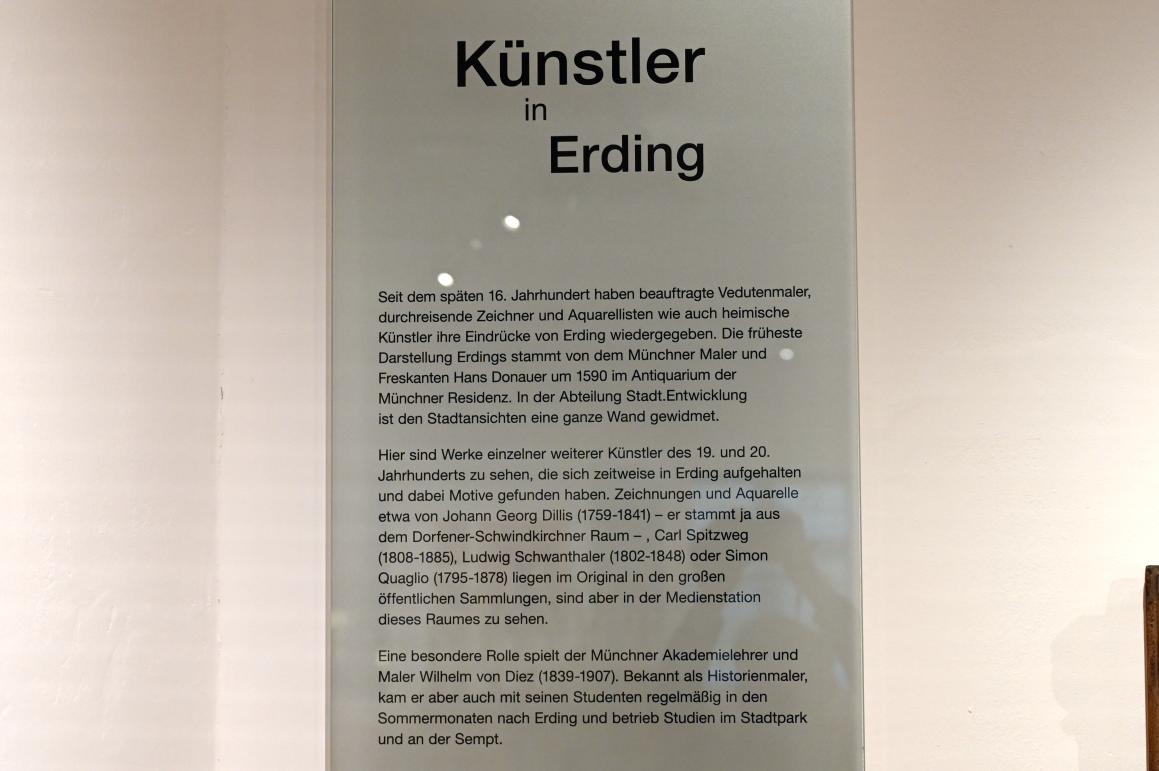 Künstler
in
Erding
Seit dem späten 16. Jahrhundert haben beauftragte Vedutenmaler,
durchreisende Zeichner und Aquarellisten wie auch heimische
Künstler ihre Eindrücke von Erding wiedergegeben. Die früheste
Darstellung Erdings stammt von dem Münchner Maler und
Freskanten Hans Donauer um 1590 im Antiquarium der
Münchner Residenz. In der Abteilung Stadt.Entwicklung
ist den Stadtansichten eine ganze Wand gewidmet.
Hier sind Werke einzelner weiterer Künstler des 19. und 20.
Jahrhunderts zu sehen, die sich zeitweise in Erding aufgehalten
und dabei Motive gefunden haben. Zeichnungen und Aquarelle
etwa von Johann Georg Dillis (1759-1841) – er stammt ja aus
dem Dorfener-Schwindkirchner Raum – , Carl Spitzweg
(1808-1885), Ludwig Schwanthaler (1802-1848) oder Simon
Quaglio (1795-1878) liegen im Original in den großen
öffentlichen Sammlungen, sind aber in der Medienstation
dieses Raumes zu sehen.
Eine besondere Rolle spielt der Münchner Akademielehrer und
Maler Wilhelm von Diez (1839-1907). Bekannt als Historienmaler,
kam er aber auch mit seinen Studenten regelmäßig in den
Sommermonaten nach Erding und betrieb Studien im Stadtpark
und an der Sempt.